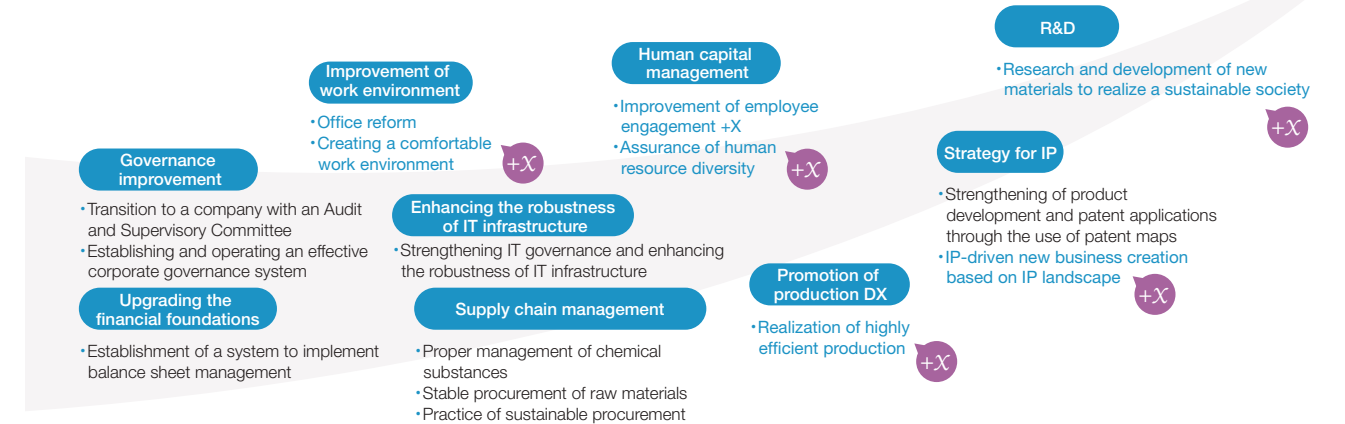 Governance
improvement
・Transition to a company with an Audit
and Supervisory Committee
・Establishing and operating an effective
corporate governance system
Upgrading the
financial foundations
・Establishment of a system to implement
balance sheet management
Improvement of
work environment
・Office reform
・Creating a comfortable
work environment
+X
Enhancing the robustness
of IT infrastructure
・Strengthening IT governance and enhancing
the robustness of IT infrastructure
Supply chain management
・Proper management of chemical
substances
・Stable procurement of raw materials
・Practice of sustainable procurement
Human capital
management
・Improvement of employee
engagement +X
・Assurance of human
resource diversity
+X
Promotion of
production DX
・Realization of highly
efficient production
+X
R&D
・Research and development of new
materials to realize a sustainable society
+X
Strategy for IP
・Strengthening of product
development and patent applications
through the use of patent maps
・IP-driven new business creation
based on IP landscape
+X